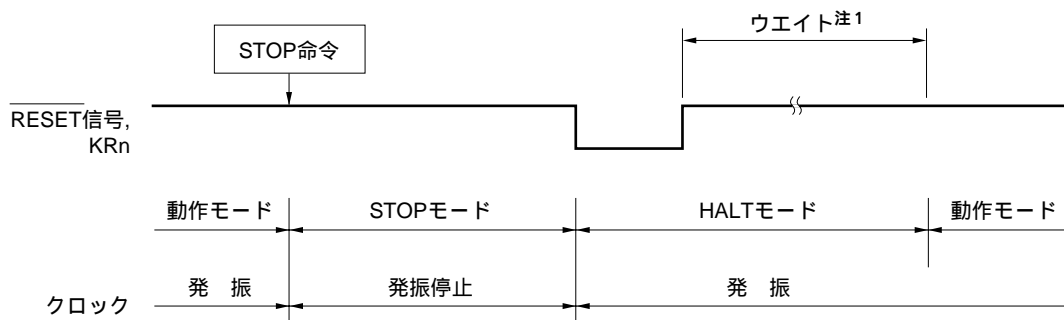 ウエイト注1
STOP命令
RESET信号,
KRn
動作モード STOPモード HALTモード 動作モード
クロック 発 振 発振停止 発 振